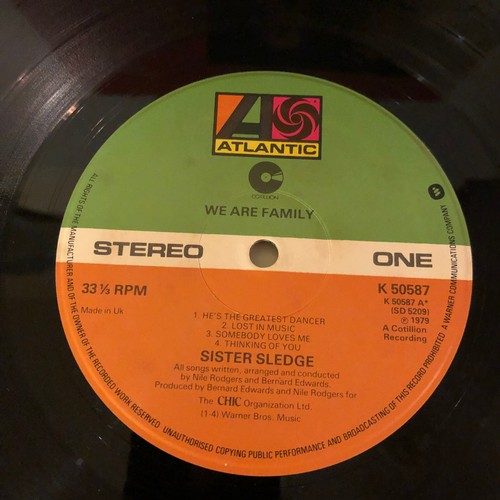 ATLANTIC
COTILLION
WE ARE FAMILY
STEREO
ONE
33 ⅓ RPM
Made in Uk
K 50587
K 50587 A*
(SD 5209)
℗ 1979
A Cotillion
Recording
1. HE'S THE GREATEST DANCER
2. LOST IN MUSIC
3. SOMEBODY LOVES ME
4. THINKING OF YOU
SISTER SLEDGE
All songs written, arranged and conducted
by Nile Rodgers and Bernard Edwards.
Produced by Bernard Edwards and Nile Rodgers for
The CHIC Organization Ltd.
(1-4) Warner Bros. Music
ALL RIGHTS OF THE MANUFACTURER AND OF THE OWNER OF THE RECORDED WORK RESERVED UNAUTHORISED COPYING PUBLIC PERFORMANCE AND BROADCASTING OF THIS RECORD PROHIBITED A WARNER COMMUNICATIONS COMPANY